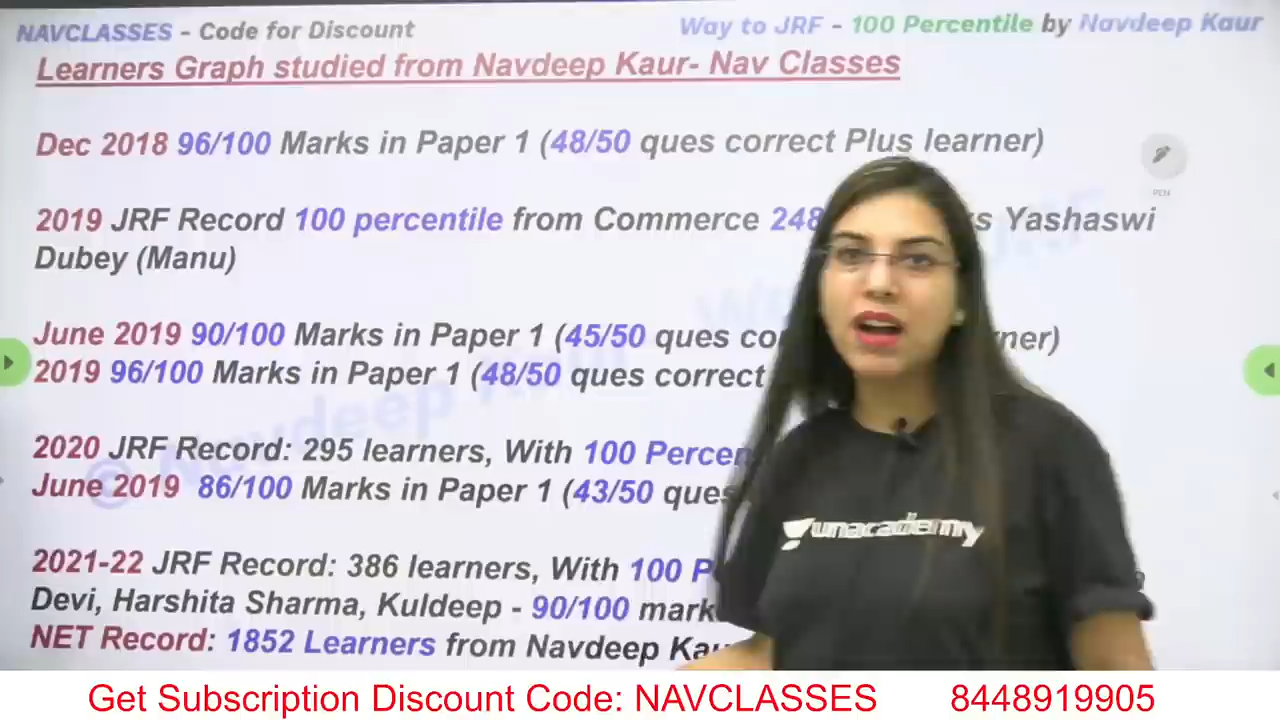 NAVCLASSES - Code for Discount
Way to JRF - 100 Percentile by Navdeep Kaur
Learners Graph studied from Navdeep Kaur- Nav Classes
Dec 2018 96/100 Marks in Paper 1 (48/50 ques correct Plus learner)
PEN
2019 JRF Record 100 percentile from Commerce 248 Yashaswi
Dubey (Manu)
June 2019 90/100 Marks in Paper 1 (45/50 ques
2019 96/100 Marks in Paper 1 (48/50 ques correct
2020 JRF Record: 295 learners, With 100
June 2019 86/100 Marks in Paper 1 (43/50 ques
2021-22 JRF Record: 386 learners, With 100
Devi, Harshita Sharma, Kuldeep - 90/100
NET Record: 1852 Learners from Navdeep
© Navdeep Kaur
unacademy
Get Subscription Discount Code: NAVCLASSES 8448919905